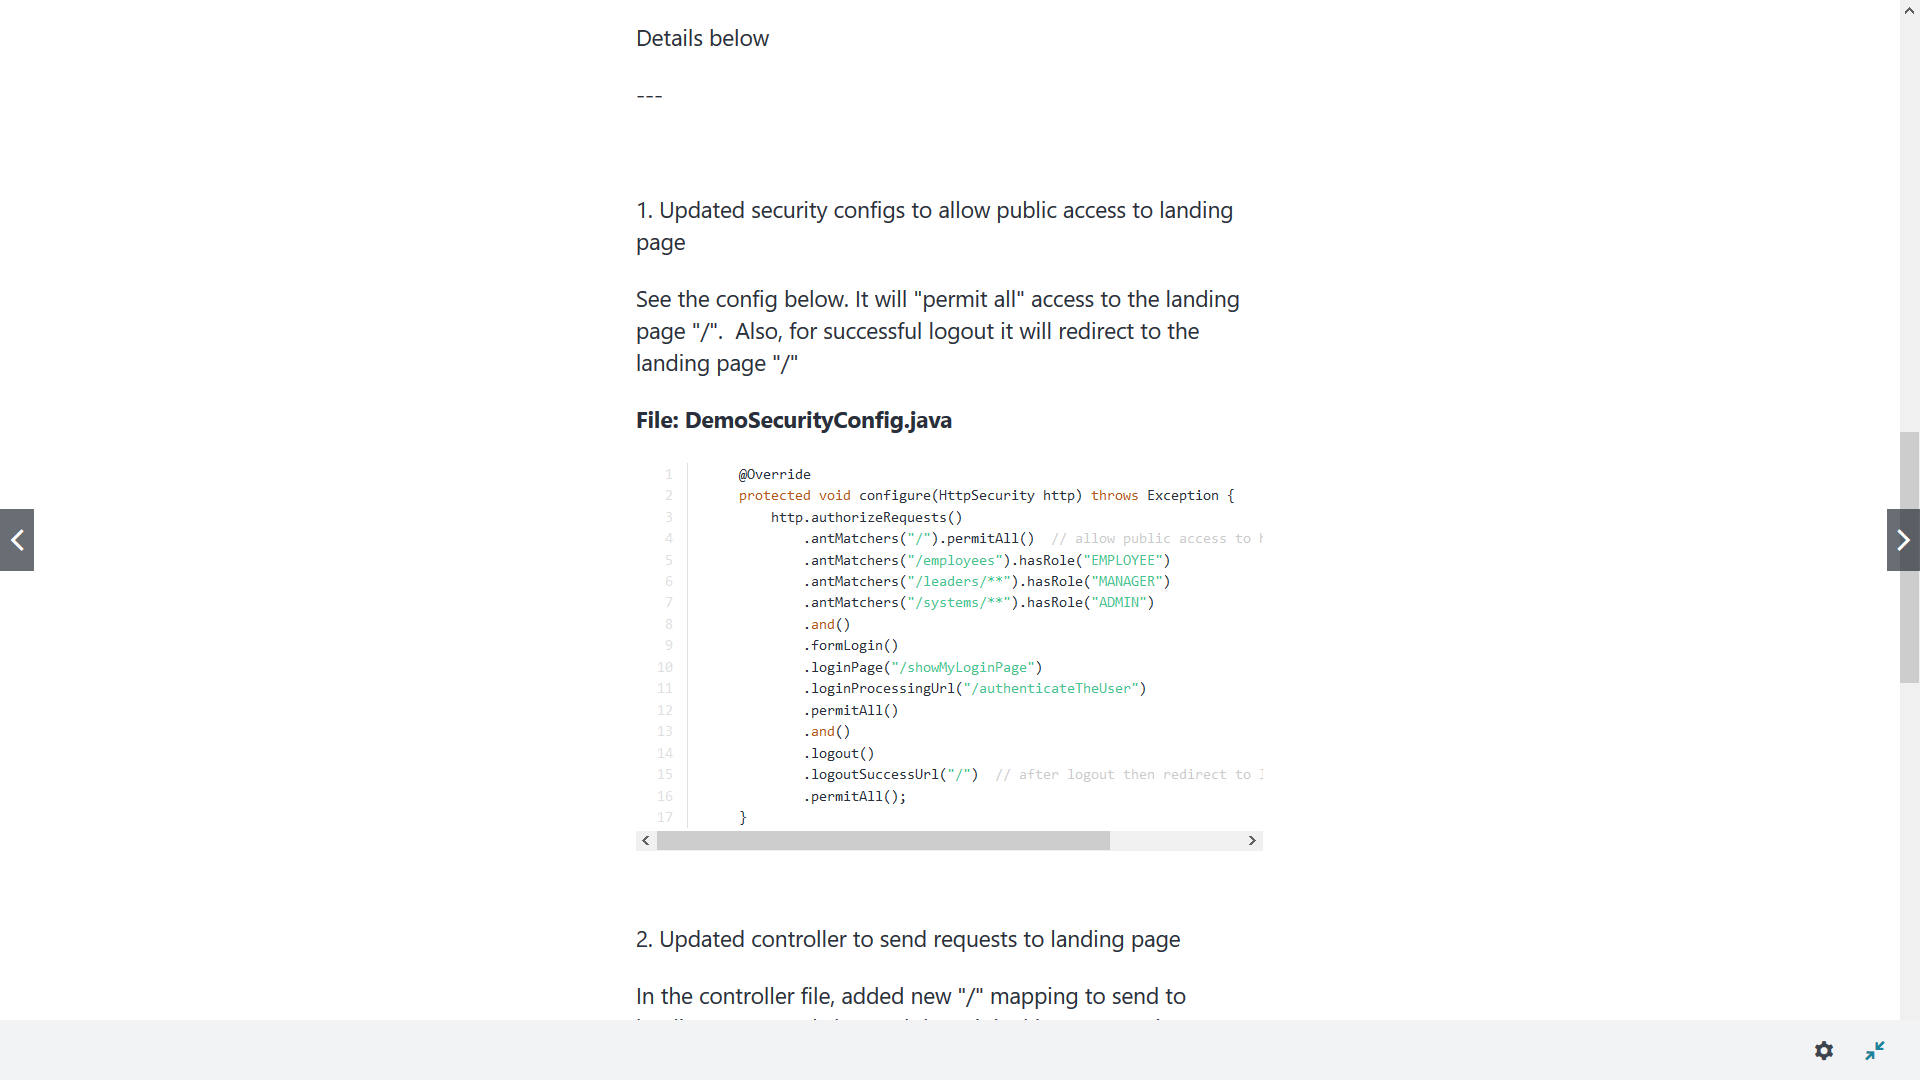 Details below
---
1. Updated security configs to allow public access to landing
page
See the config below. It will "permit all" access to the landing
page "/".  Also, for successful logout it will redirect to the
landing page "/"
File: DemoSecurityConfig.java
1 @Override
2 protected void configure(HttpSecurity http) throws Exception {
3 http.authorizeRequests()
4 .antMatchers("/").permitAll()  // allow public access to
5 .antMatchers("/employees").hasRole("EMPLOYEE")
6 .antMatchers("/leaders/**").hasRole("MANAGER")
7 .antMatchers("/systems/**").hasRole("ADMIN")
8 .and()
9 .formLogin()
10 .loginPage("/showMyLoginPage")
11 .loginProcessingUrl("/authenticateTheUser")
12 .permitAll()
13 .and()
14 .logout()
15 .logoutSuccessUrl("/")  // after logout then redirect to
16 .permitAll();
17 }
2. Updated controller to send requests to landing page
In the controller file, added new "/" mapping to send to